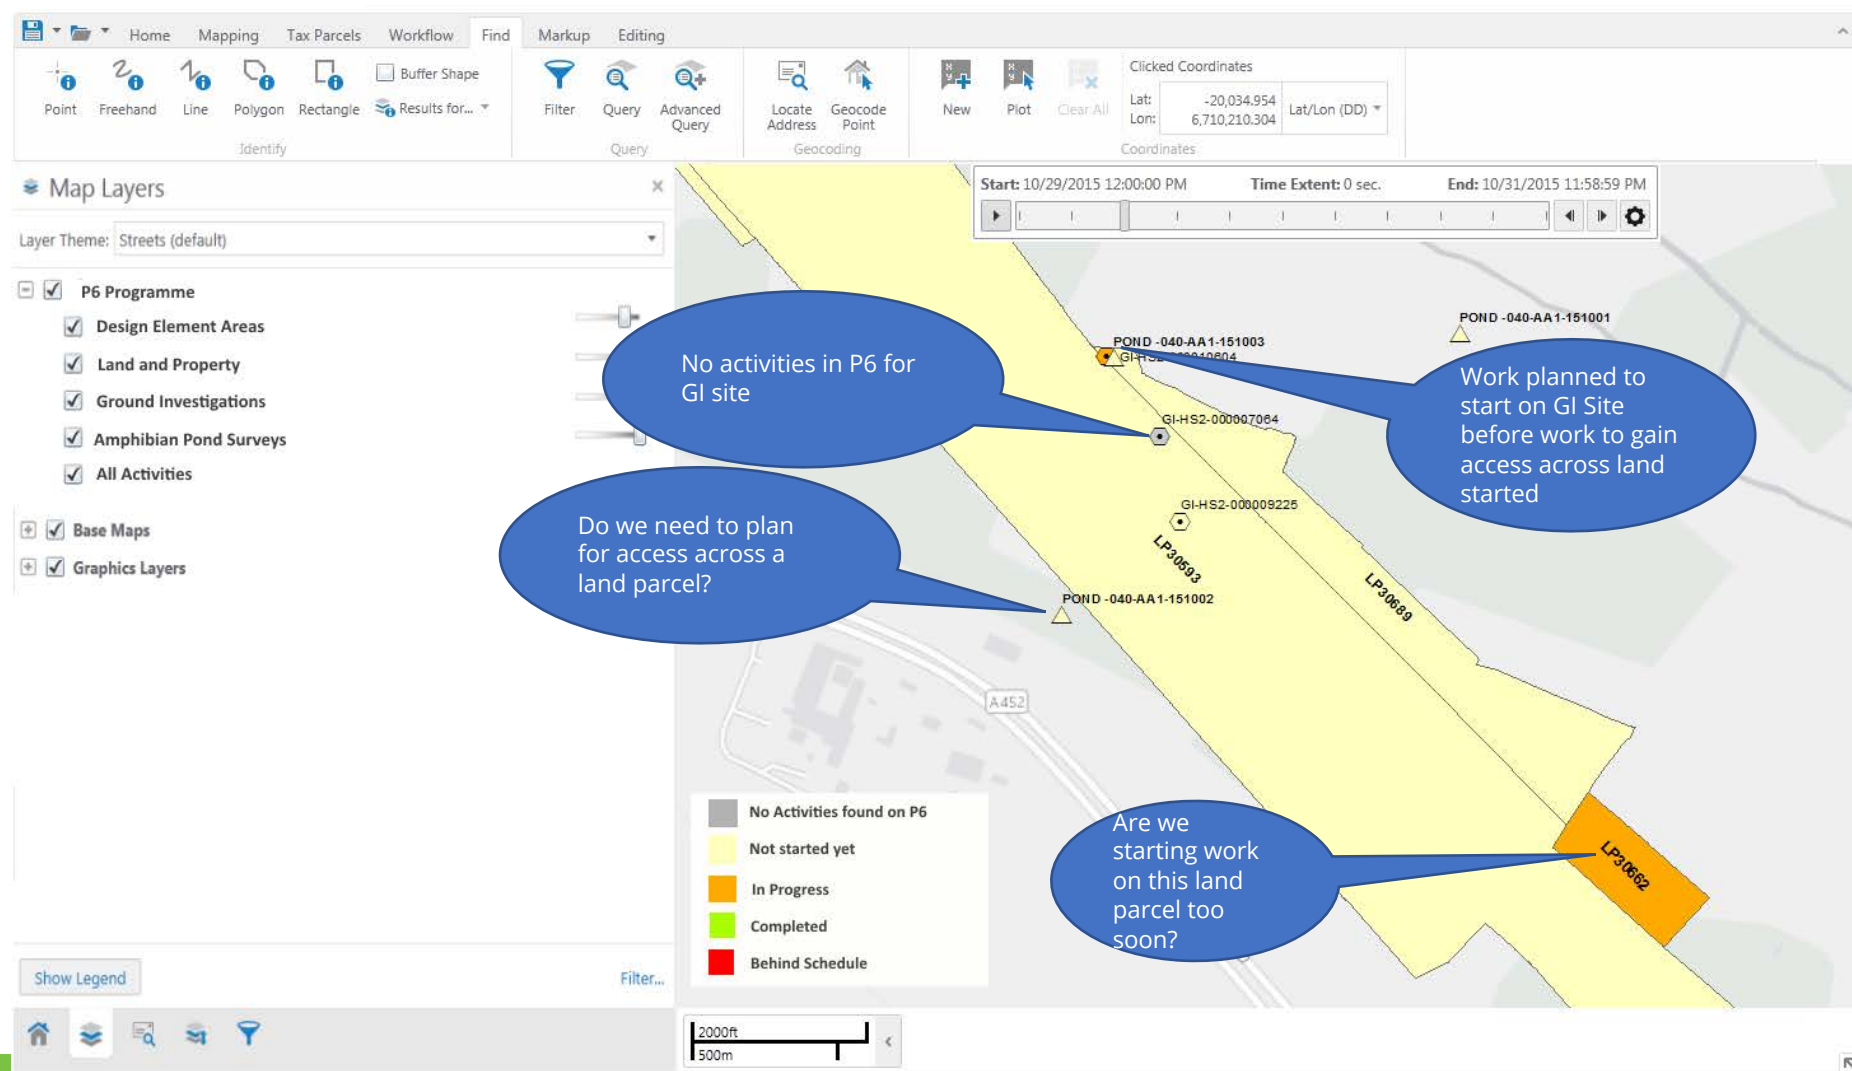 Home Mapping Tax Parcels Workflow Find Markup Editing
Point Freehand Line Polygon Rectangle
Buffer Shape
Results for...
Identify
Filter Query Advanced Query
Query
Locate Address Geocode Point
Geocoding
New Plot Clear All
Clicked Coordinates
Lat: -20,034.954
Lon: 6,710,210.304
Lat/Lon (DD)
Coordinates
Map Layers
Layer Theme: Streets (default)
P6 Programme
Design Element Areas
Land and Property
Ground Investigations
Amphibian Pond Surveys
All Activities
Base Maps
Graphics Layers
Show Legend
Filter...
Start: 10/29/2015 12:00:00 PM Time Extent: 0 sec. End: 10/31/2015 11:58:59 PM
POND -040-AA1-151001
POND -040-AA1-151003
No activities in P6 for
GI site
Work planned to
start on GI Site
before work to gain
access across land
started
GI-HS2-000007064
GI-HS2-000009225
Do we need to plan
for access across a
land parcel?
LP30593
LP30689
POND -040-AA1-151002
A452
No Activities found on P6
Not started yet
In Progress
Completed
Behind Schedule
Are we
starting work
on this land
parcel too
soon?
LP30662
2000ft
500m